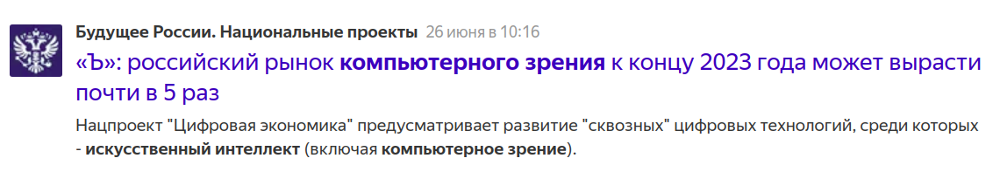 Будущее России. Национальные проекты 26 июня в 10:16
«Ъ»: российский рынок компьютерного зрения к концу 2023 года может вырасти
почти в 5 раз
Нацпроект "Цифровая экономика" предусматривает развитие "сквозных" цифровых технологий, среди которых
- искусственный интеллект (включая компьютерное зрение).